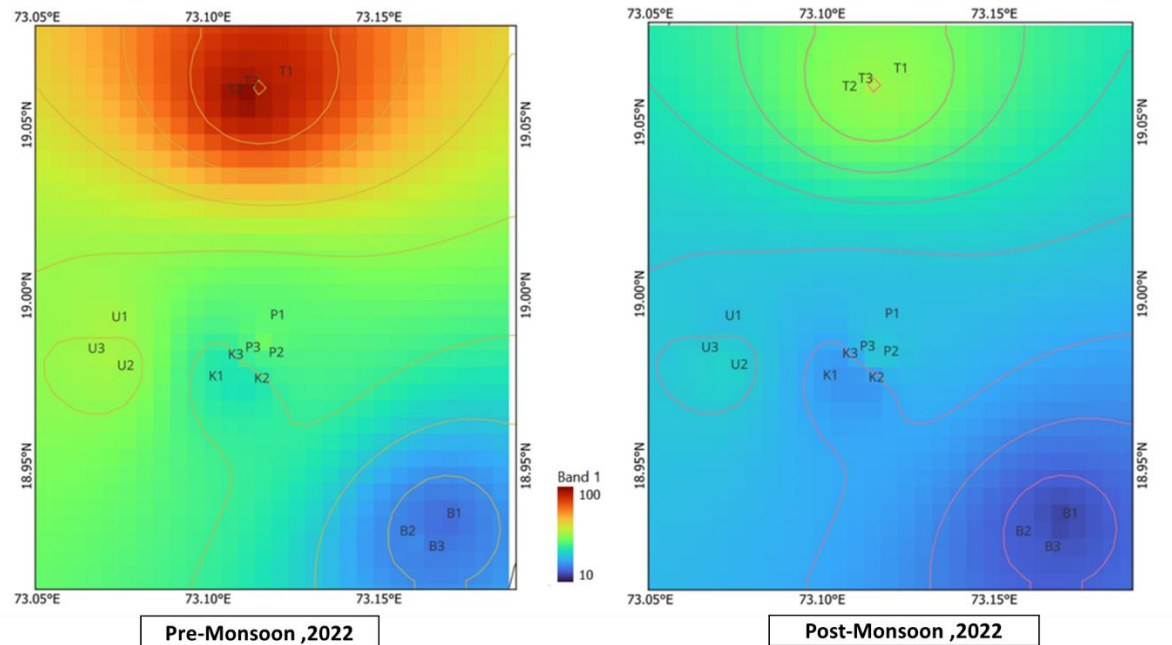 73.05°E 73.10°E 73.15°E
73.05°E 73.10°E 73.15°E
T1
T2
T1
T3
T2
19.05°N
19.05°N
19.05°N
19.05°N
19.00°N
19.00°N
19.00°N
19.00°N
U1
P1
U3
P3
K3
P2
U2
K1
K2
U1
P1
U3
P3
K3
P2
U2
K1
K2
18.95°N
18.95°N
18.95°N
18.95°N
Band 1
100
10
B1
B2
B3
B1
B2
B3
73.05°E 73.10°E 73.15°E
73.05°E 73.10°E 73.15°E
Pre-Monsoon ,2022
Post-Monsoon ,2022